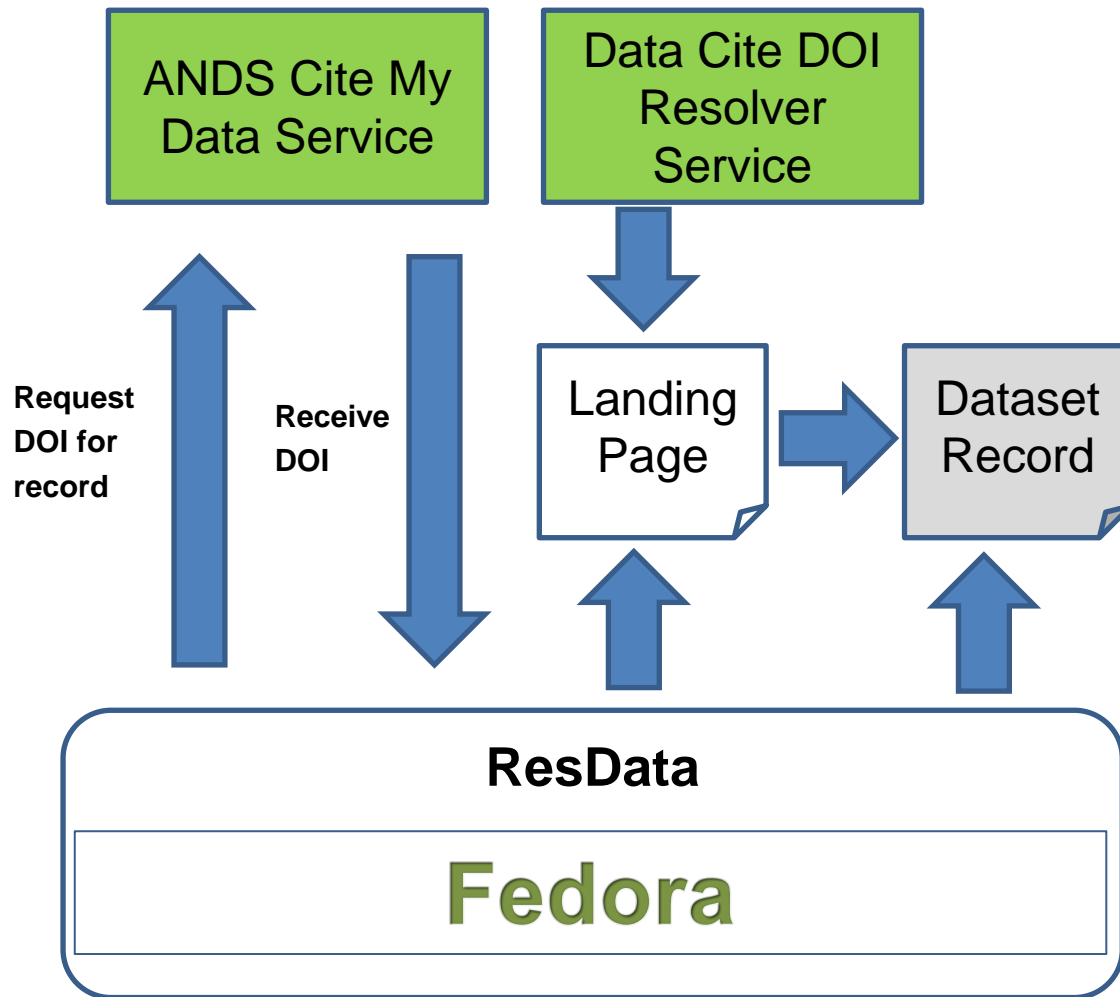 ANDS Cite My
Data Service
Data Cite DOI
Resolver
Service
Request
DOI for
record
Receive
DOI
Landing
Page
Dataset
Record
ResData
Fedora